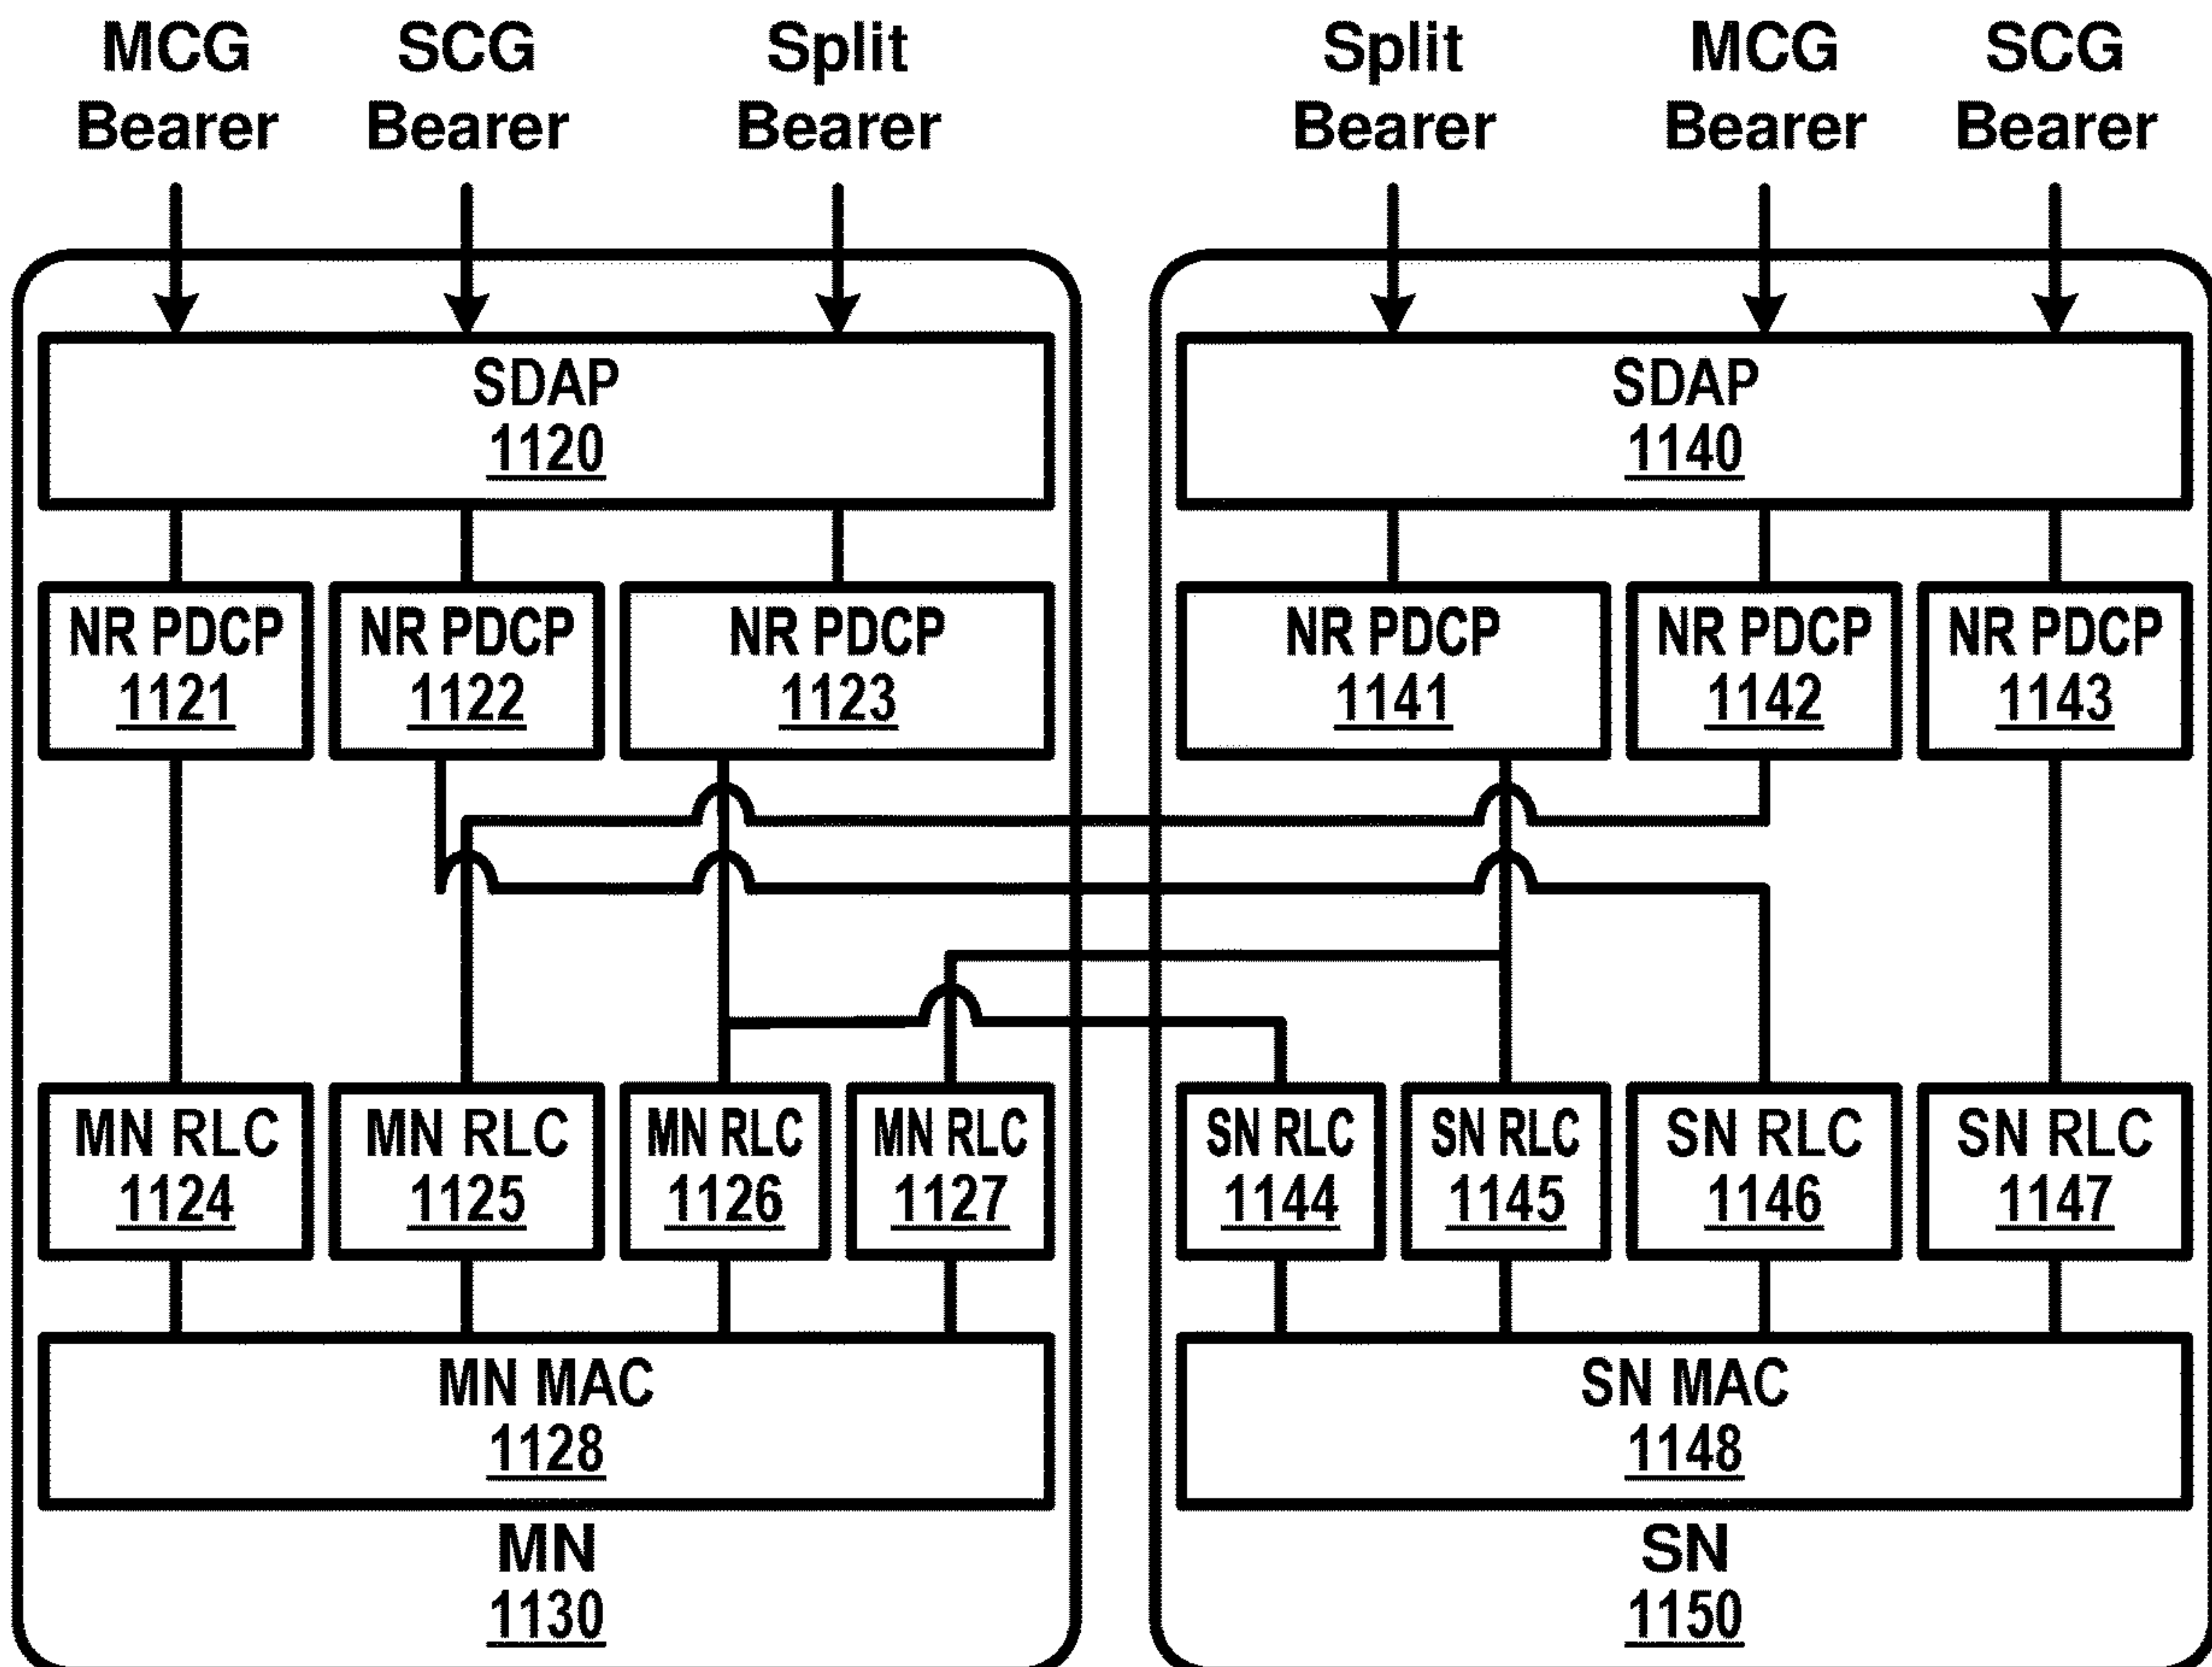 MCG Bearer
SCG Bearer
Split Bearer
Split Bearer
MCG Bearer
SCG Bearer
SDAP
1120
SDAP
1140
NR PDCP
1121
NR PDCP
1122
NR PDCP
1123
NR PDCP
1141
NR PDCP
1142
NR PDCP
1143
MN RLC
1124
MN RLC
1125
MN RLC
1126
MN RLC
1127
SN RLC
1144
SN RLC
1145
SN RLC
1146
SN RLC
1147
MN MAC
1128
SN MAC
1148
MN
1130
SN
1150